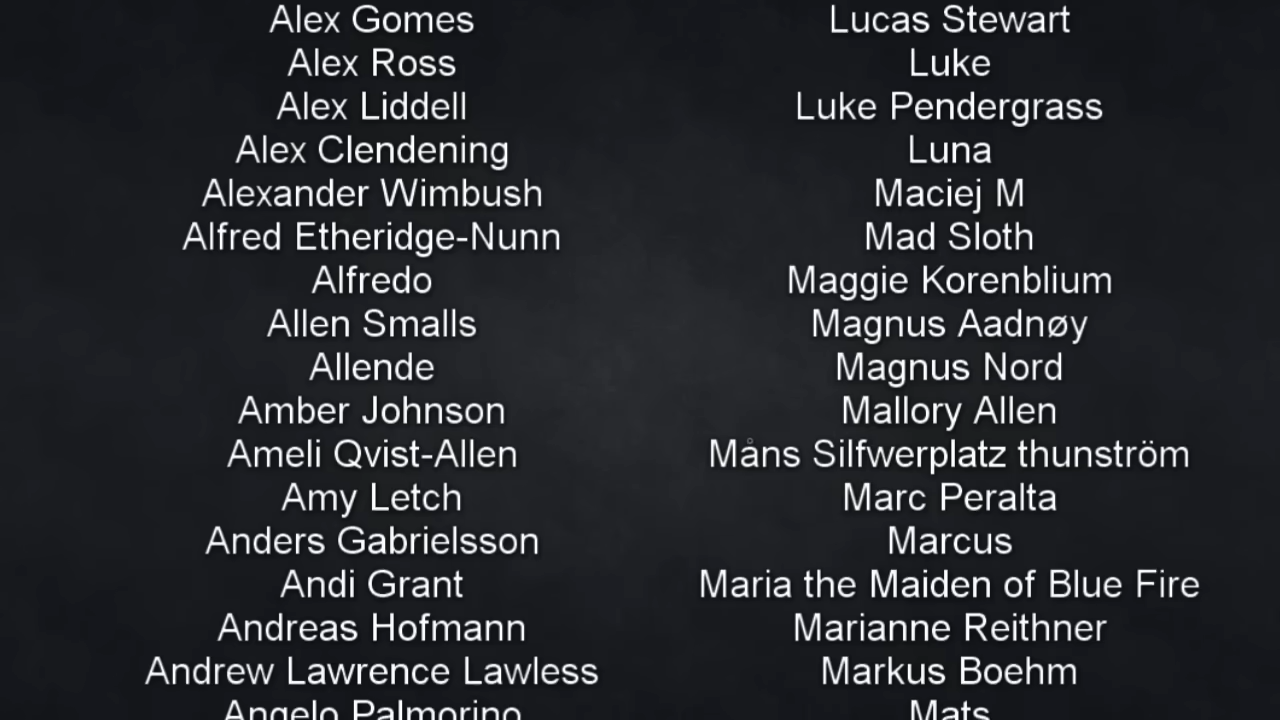 Alex Gomes
Alex Ross
Alex Liddell
Alex Clendening
Alexander Wimbush
Alfred Etheridge-Nunn
Alfredo
Allen Smalls
Allende
Amber Johnson
Ameli Qvist-Allen
Amy Letch
Anders Gabrielsson
Andi Grant
Andreas Hofmann
Andrew Lawrence Lawless
Angelo Palmorino
Lucas Stewart
Luke
Luke Pendergrass
Luna
Maciej M
Mad Sloth
Maggie Korenblium
Magnus Aadnøy
Magnus Nord
Mallory Allen
Måns Silfwerplatz thunström
Marc Peralta
Marcus
Maria the Maiden of Blue Fire
Marianne Reithner
Markus Boehm
Mats